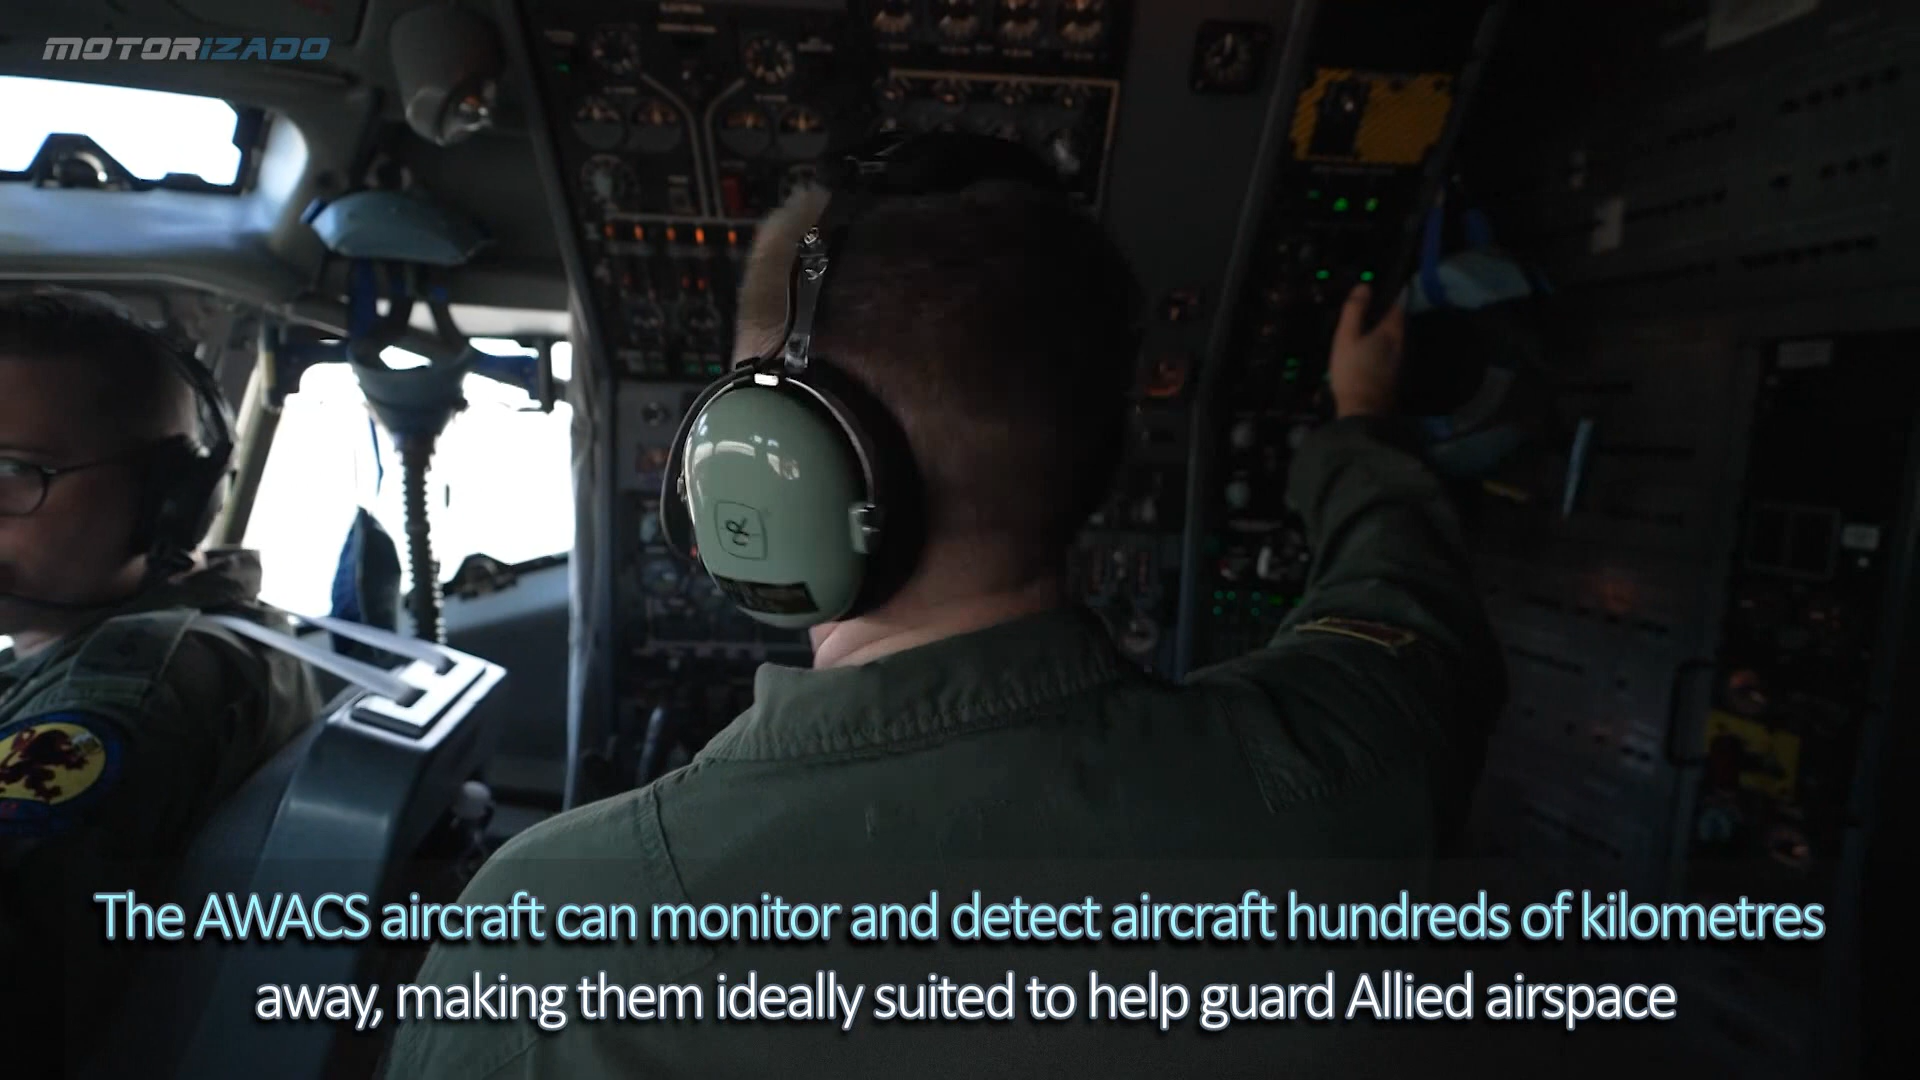 MOTORIZADO
The AWACS aircraft can monitor and detect aircraft hundreds of kilometres
away, making them ideally suited to help guard Allied airspace